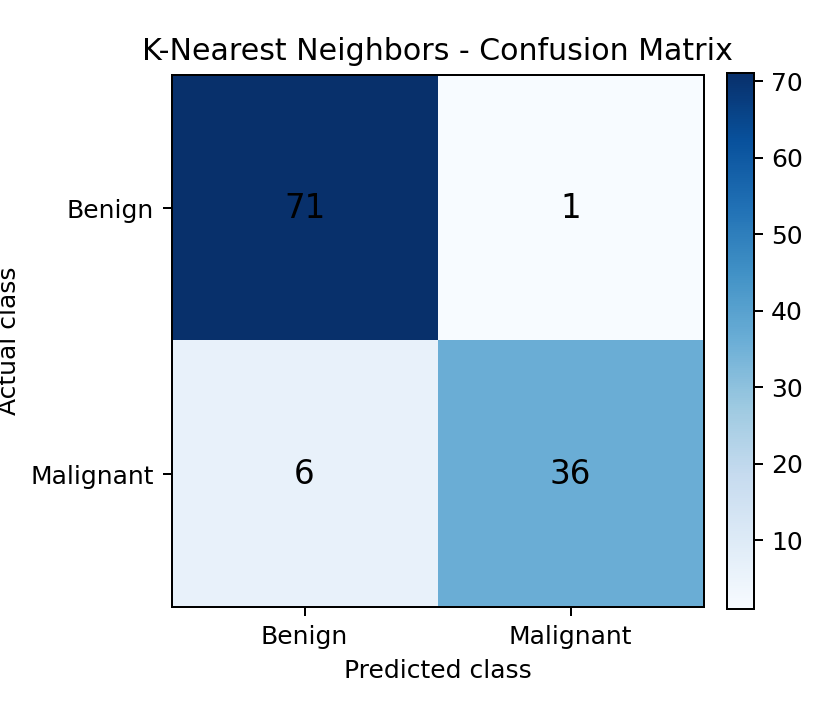 K-Nearest Neighbors - Confusion Matrix
Actual class
Benign
71
1
Malignant
6
36
Benign
Malignant
Predicted class
70
60
50
40
30
20
10